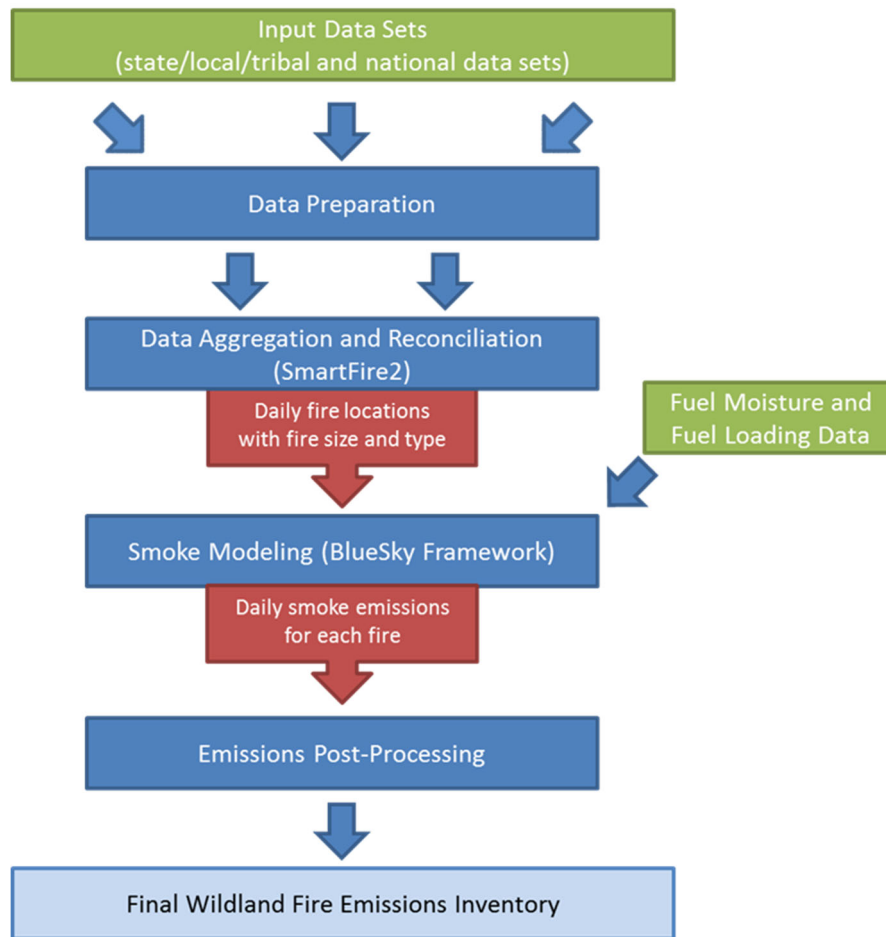 Input Data Sets
(state/local/tribal and national data sets)
Data Preparation
Data Aggregation and Reconciliation
(SmartFire2)
Daily fire locations
with fire size and type
Fuel Moisture and
Fuel Loading Data
Smoke Modeling (BlueSky Framework)
Daily smoke emissions
for each fire
Emissions Post-Processing
Final Wildland Fire Emissions Inventory